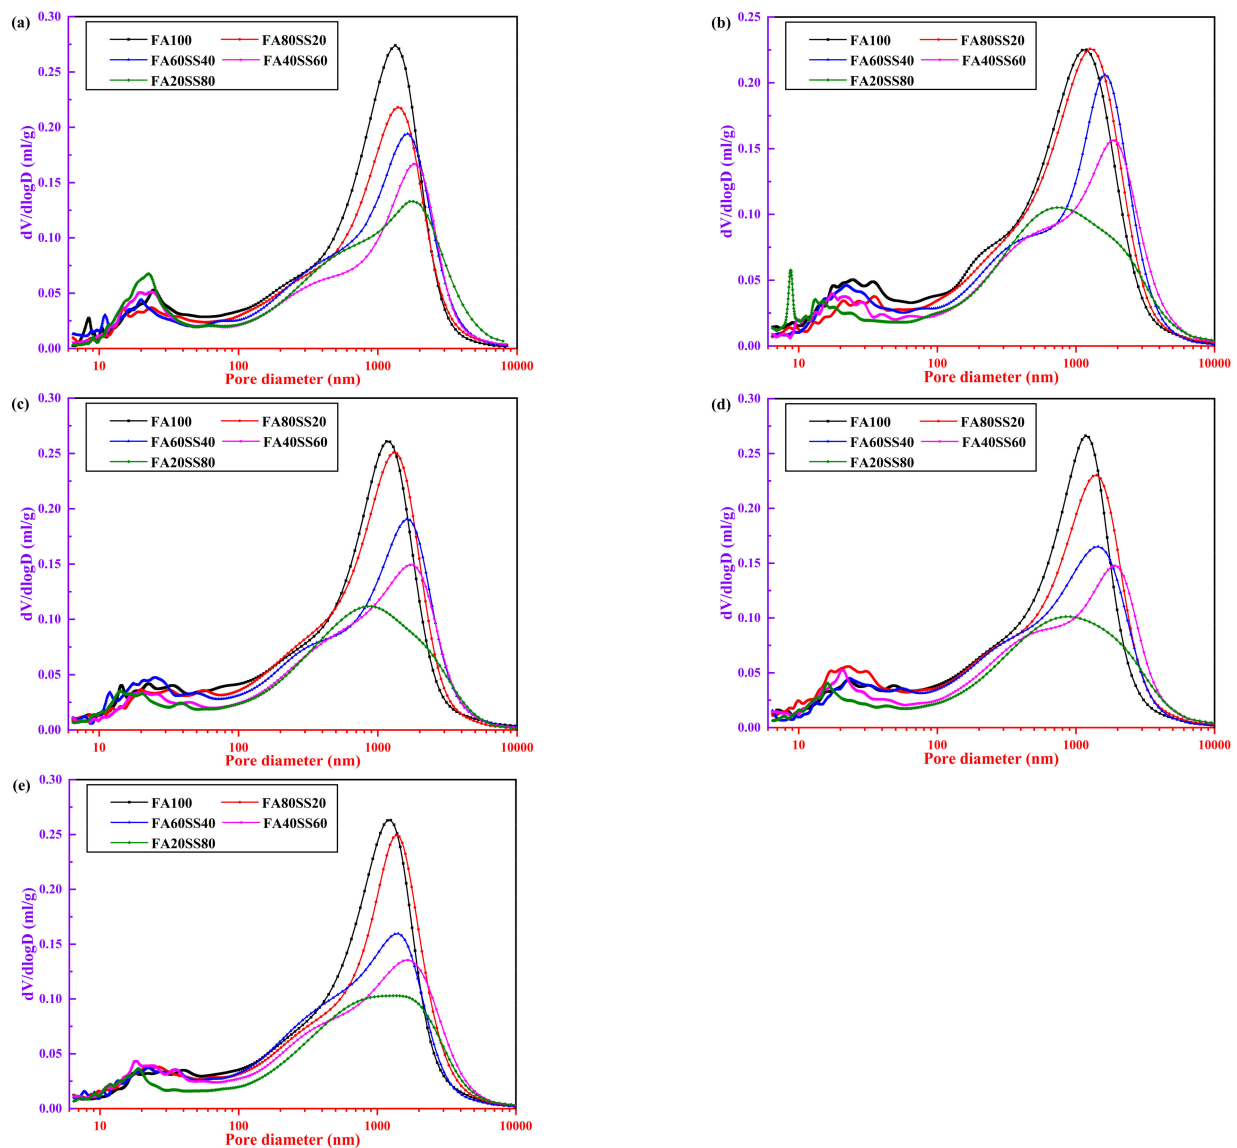 (a)
FA100 FA80SS20
FA60SS40 FA40SS60
FA20SS80
0.30
0.25
0.20
0.15
0.10
0.05
0.00
dV/dlogD (ml/g)
10 100 1000 10000
Pore diameter (nm)
(b)
FA100 FA80SS20
FA60SS40 FA40SS60
FA20SS80
0.25
0.20
0.15
0.10
0.05
0.00
dV/dlogD (ml/g)
10 100 1000 10000
Pore diameter (nm)
(c)
FA100 FA80SS20
FA60SS40 FA40SS60
FA20SS80
0.30
0.25
0.20
0.15
0.10
0.05
0.00
dV/dlogD (ml/g)
10 100 1000 10000
Pore diameter (nm)
(d)
FA100 FA80SS20
FA60SS40 FA40SS60
FA20SS80
0.30
0.25
0.20
0.15
0.10
0.05
0.00
dV/dlogD (ml/g)
10 100 1000 10000
Pore diameter (nm)
(e)
FA100 FA80SS20
FA60SS40 FA40SS60
FA20SS80
0.30
0.25
0.20
0.15
0.10
0.05
0.00
dV/dlogD (ml/g)
10 100 1000 10000
Pore diameter (nm)